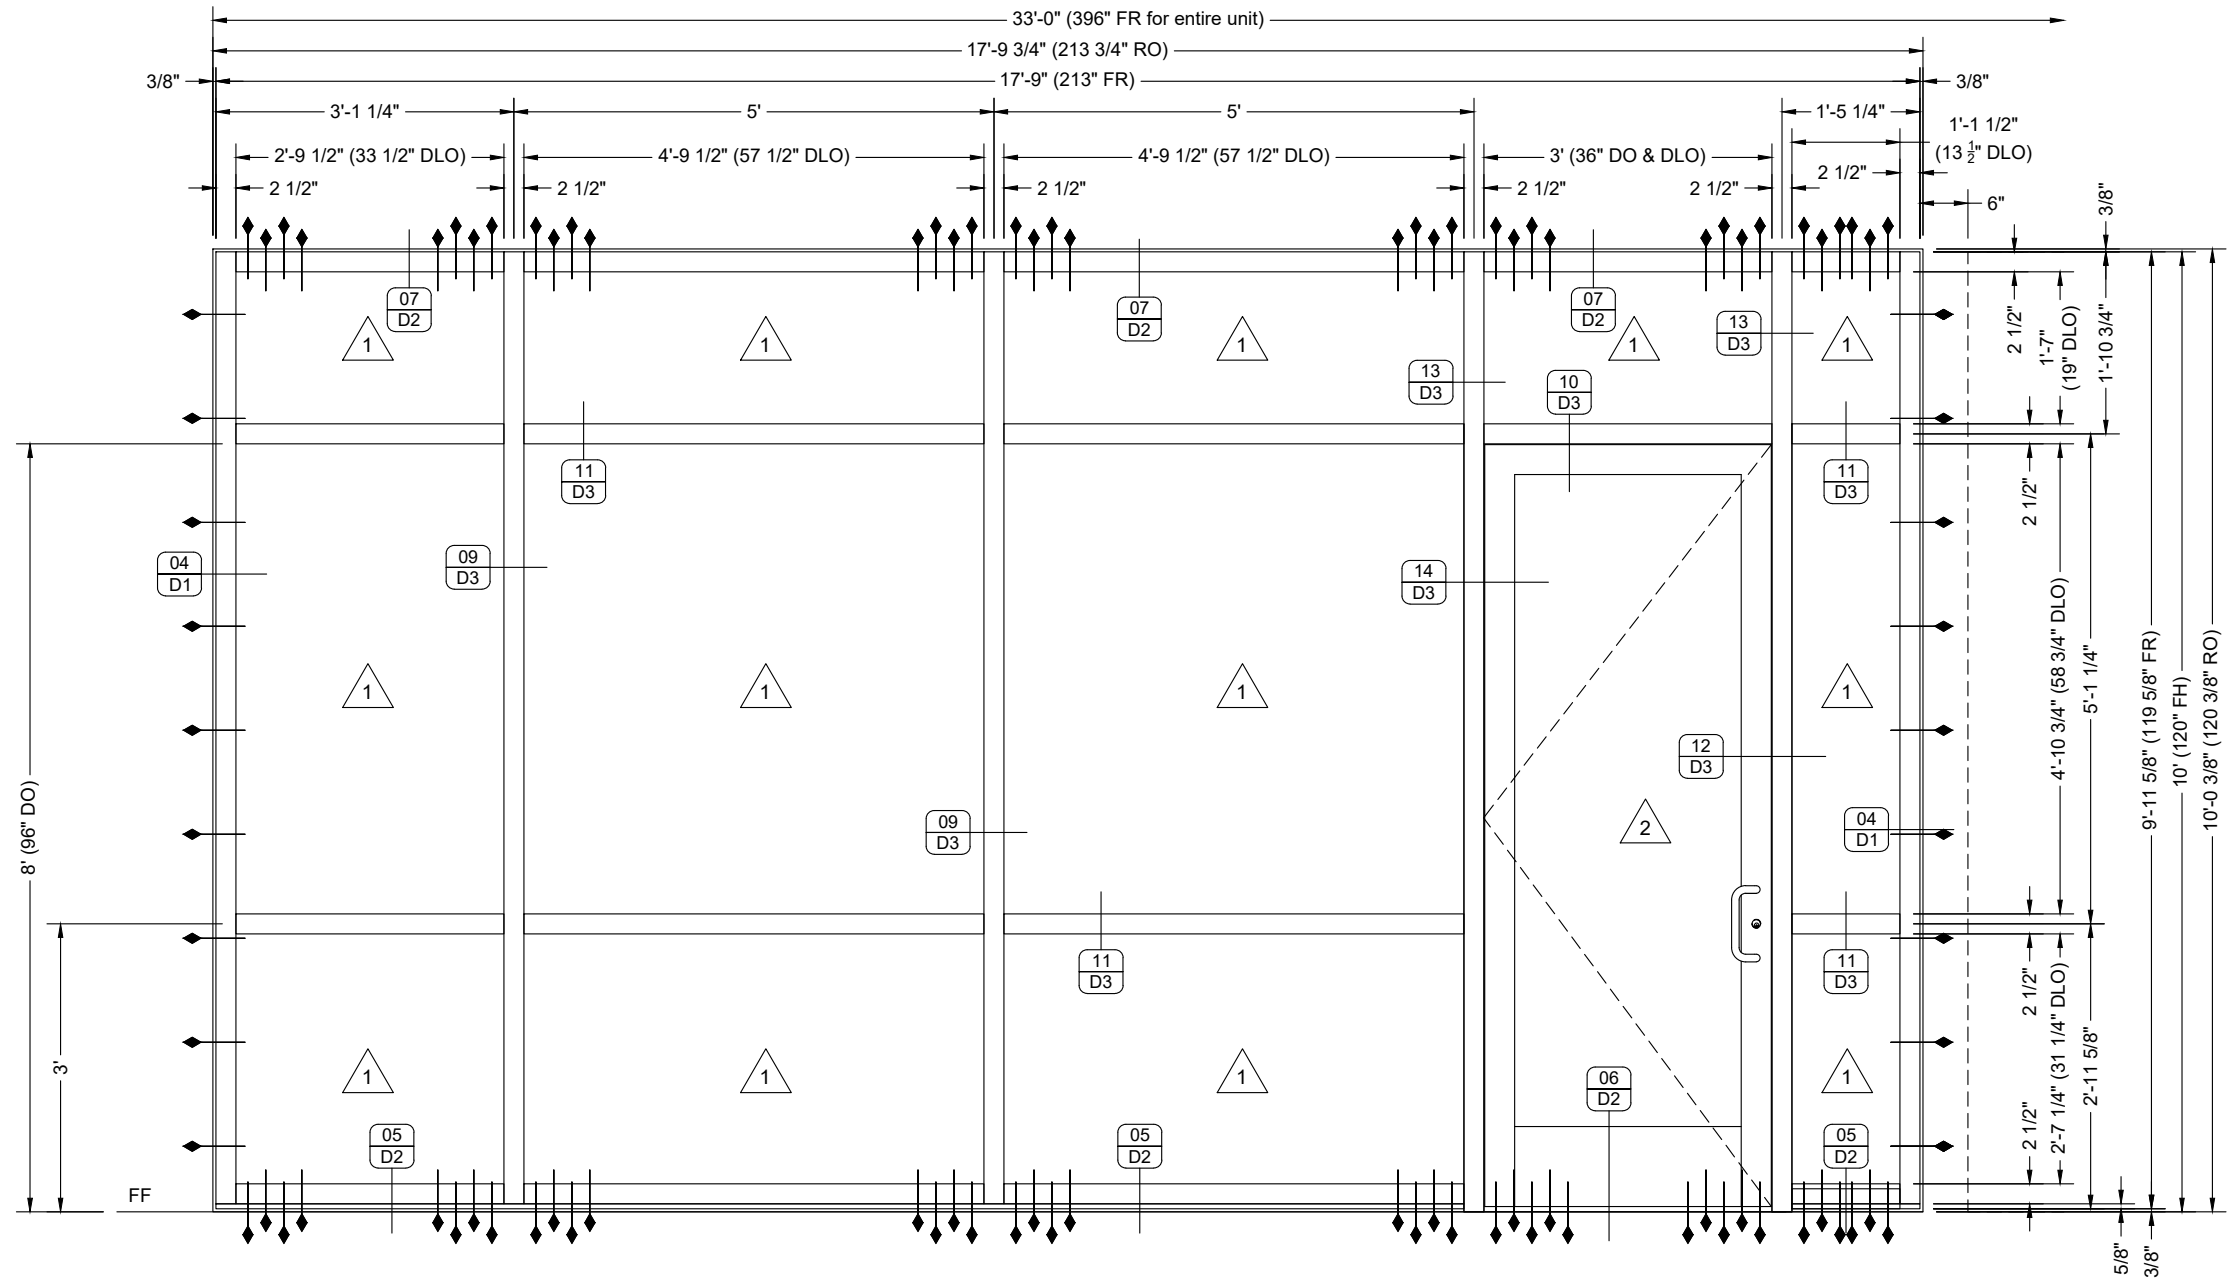 33'-0" (396" FR for entire unit)
17'-9 3/4" (213 3/4" RO)
3/8"
17'-9" (213" FR)
3/8"
3'-1 1/4"
5'
5'
1'-5 1/4"
1'-1 1/2"
(13 1/2" DLO)
2'-9 1/2" (33 1/2" DLO)
4'-9 1/2" (57 1/2" DLO)
4'-9 1/2" (57 1/2" DLO)
3' (36" DO & DLO)
2 1/2"
2 1/2"
2 1/2"
2 1/2"
2 1/2"
2 1/2"
6"
3/8"
07
D2
07
D2
07
D2
13
D3
1
1
1
1
1
2 1/2"
1'-7"
(19" DLO)
1'-10 3/4"
13
D3
10
D3
11
D3
11
D3
2 1/2"
04
D1
09
D3
14
D3
1
1
1
1
12
D3
8' (96" DO)
09
D3
2
04
D1
4'-10 3/4" (58 3/4" DLO)
5'-1 1/4"
9'-11 5/8" (119 5/8" FR)
10' (120" FH)
10'-0 3/8" (120 3/8" RO)
11
D3
11
D3
2 1/2"
3'
1
1
1
1
06
D2
2'-7 1/4" (31 1/4" DLO)
2'-11 5/8"
05
D2
05
D2
05
D2
2 1/2"
FF
5/8"
3/8"